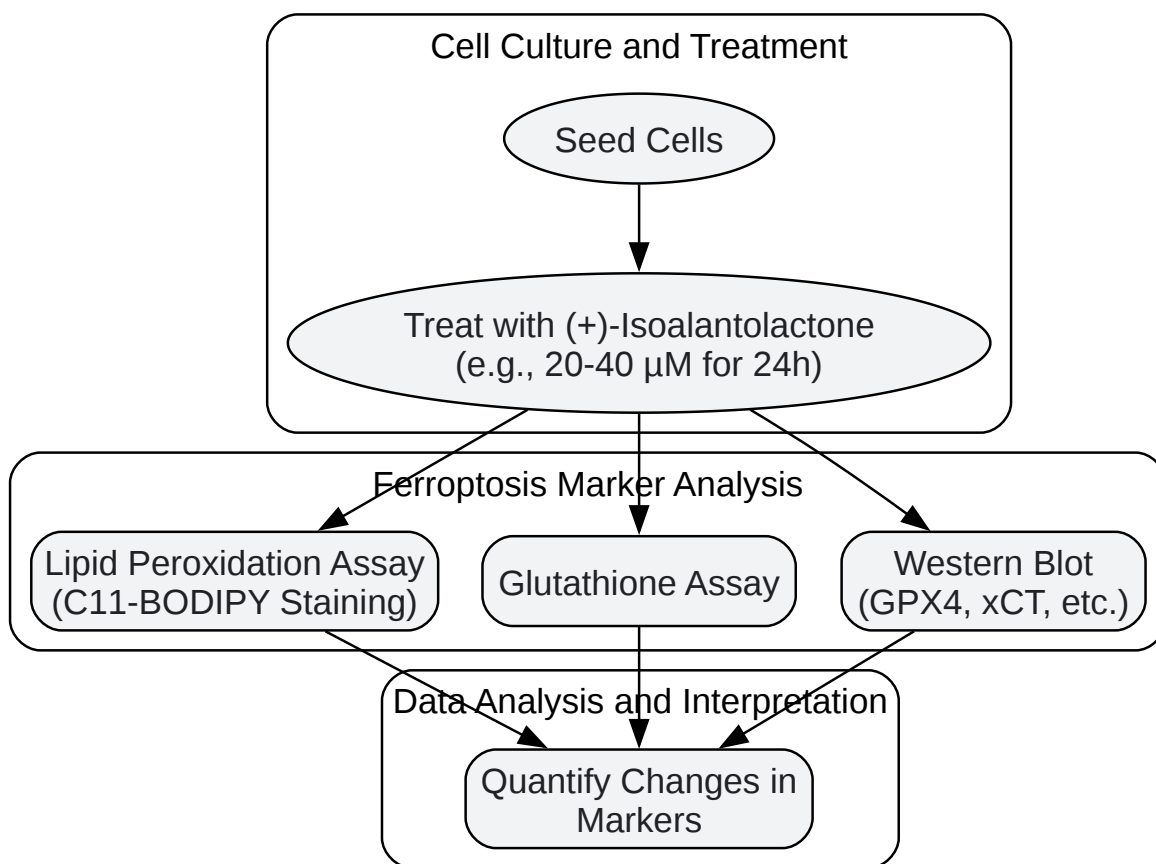 Cell Culture and Treatment
Seed Cells
Treat with (+)-Isoalantolactone
(e.g., 20-40 µM for 24h)
Ferroptosis Marker Analysis
Lipid Peroxidation Assay
(C11-BODIPY Staining)
Glutathione Assay
Western Blot
(GPX4, xCT, etc.)
Data Analysis and Interpretation
Quantify Changes in
Markers